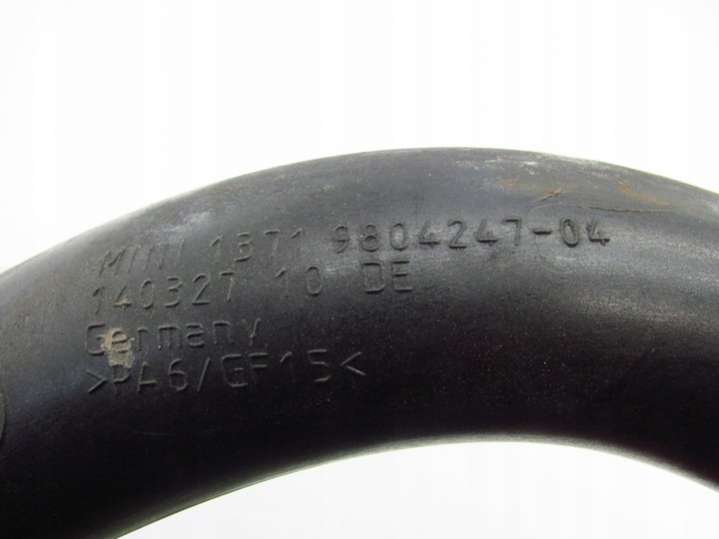 MINI 1371 9804247-04
140327 10 DE
Germany
>PA6/GF15<